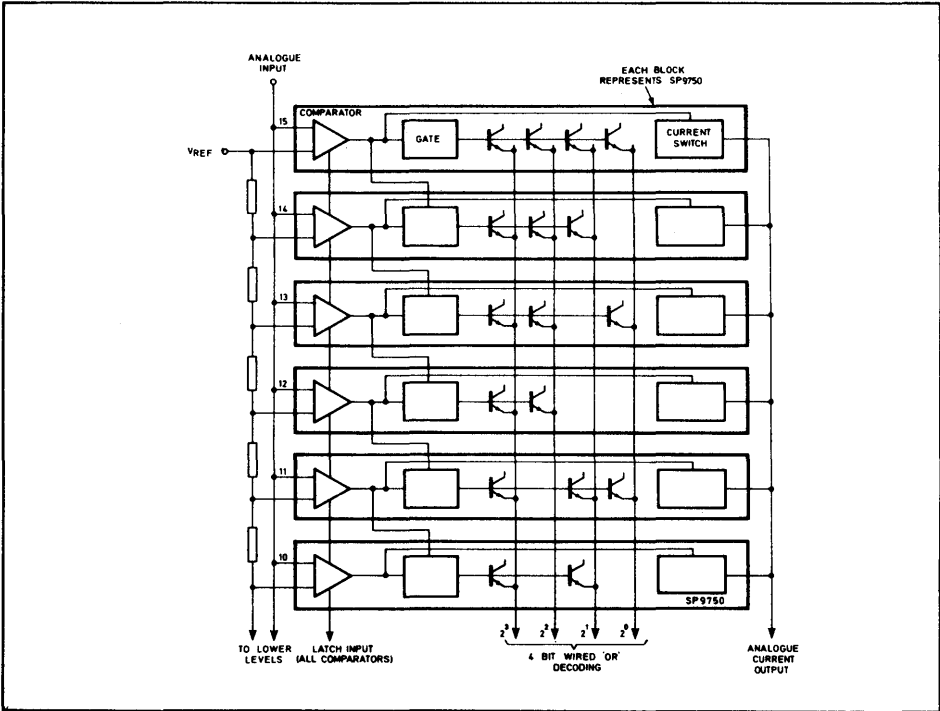 ANALOGUE
INPUT
EACH BLOCK
REPRESENTS SP9750
COMPARATOR
15
GATE
CURRENT
SWITCH
VREF
14
13
12
11
10
SP9750
2³ 2² 2¹ 2⁰
TO LOWER
LEVELS
LATCH INPUT
(ALL COMPARATORS)
4 BIT WIRED 'OR'
DECODING
ANALOGUE
CURRENT
OUTPUT